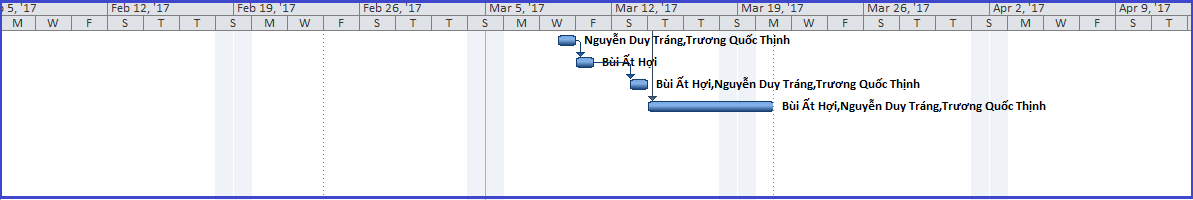 5, '17 Feb 12, '17 Feb 19, '17 Feb 26, '17 Mar 5, '17 Mar 12, '17 Mar 19, '17 Mar 26, '17 Apr 2, '17 Apr 9, '17
M W F S T T S M W F S T T S M W F S T T S M W F S T T S M W F S T
Nguyễn Duy Tráng,Trương Quốc Thịnh
Bùi Ất Hợi
Bùi Ất Hợi,Nguyễn Duy Tráng,Trương Quốc Thịnh
Bùi Ất Hợi,Nguyễn Duy Tráng,Trương Quốc Thịnh